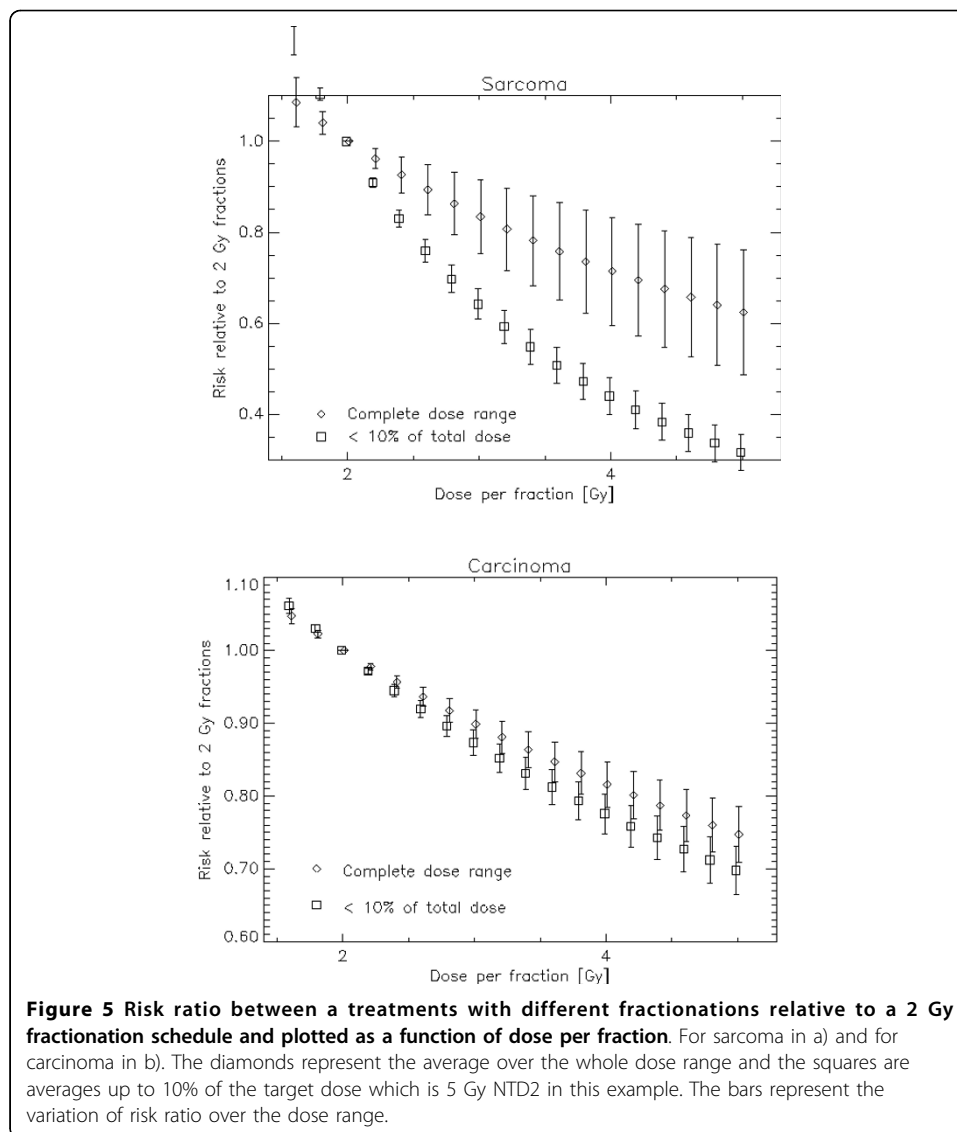 Sarcoma
1.0
0.8
0.6
0.4
Risk relative to 2 Gy fractions
◇ Complete dose range
□ < 10% of total dose
2 4
Dose per fraction [Gy]
Carcinoma
1.10
1.00
0.90
0.80
0.70
0.60
Risk relative to 2 Gy fractions
◇ Complete dose range
□ < 10% of total dose
2 4
Dose per fraction [Gy]
Figure 5 Risk ratio between a treatments with different fractionations relative to a 2 Gy
fractionation schedule and plotted as a function of dose per fraction. For sarcoma in a) and for
carcinoma in b). The diamonds represent the average over the whole dose range and the squares are
averages up to 10% of the target dose which is 5 Gy NTD2 in this example. The bars represent the
variation of risk ratio over the dose range.